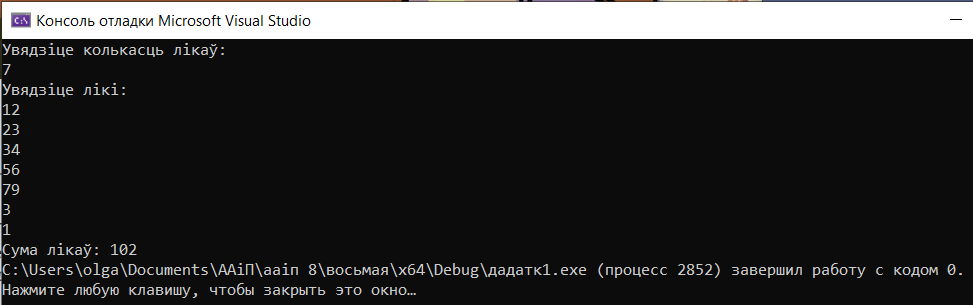 Консоль отладки Microsoft Visual Studio
Увядзіце колькасць лікаў:
7
Увядзіце лікі:
12
23
34
56
79
3
1
Сума лікаў: 102
C:\Users\olga\Documents\ААіП\ааіп 8\восьмая\x64\Debug\дадатк1.exe (процесс 2852) завершил работу с кодом 0.
Нажмите любую клавишу, чтобы закрыть это окно…